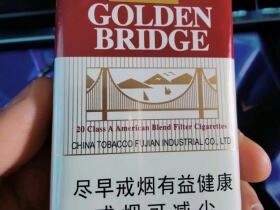 GOLDEN
BRIDGE
20 Class A American Blend Filter Cigarettes
CHINA TOBACCO FUJIAN INDUSTRIAL CO., LTD
尽早戒烟有益健康
戒烟可减少